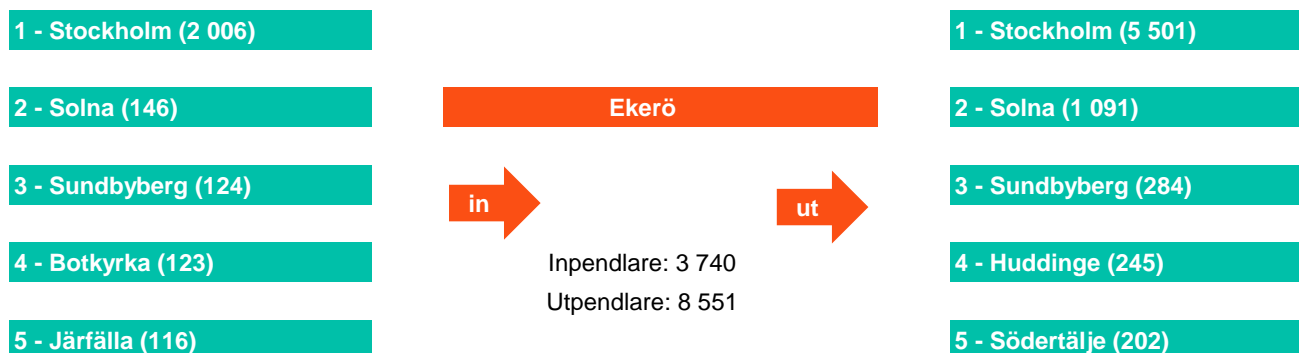 1 - Stockholm (2 006)
2 - Solna (146)
3 - Sundbyberg (124)
4 - Botkyrka (123)
5 - Järfälla (116)
Ekerö
in
ut
Inpendlare: 3 740
Utpendlare: 8 551
1 - Stockholm (5 501)
2 - Solna (1 091)
3 - Sundbyberg (284)
4 - Huddinge (245)
5 - Södertälje (202)